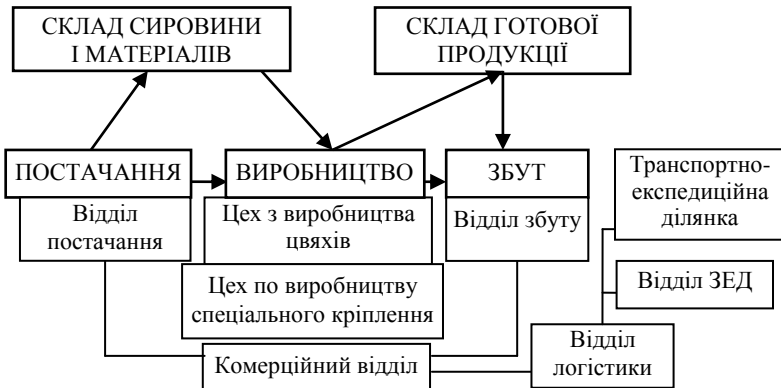 СКЛАД СИРОВИНИ
І МАТЕРІАЛІВ
СКЛАД ГОТОВОЇ
ПРОДУКЦІЇ
ПОСТАЧАННЯ
ВИРОБНИЦТВО
ЗБУТ
Транспортно-
експедиційна
ділянка
Відділ
постачання
Цех з виробництва
цвяхів
Відділ збуту
Цех по виробництву
спеціального кріплення
Відділ ЗЕД
Комерційний відділ
Відділ
логістики